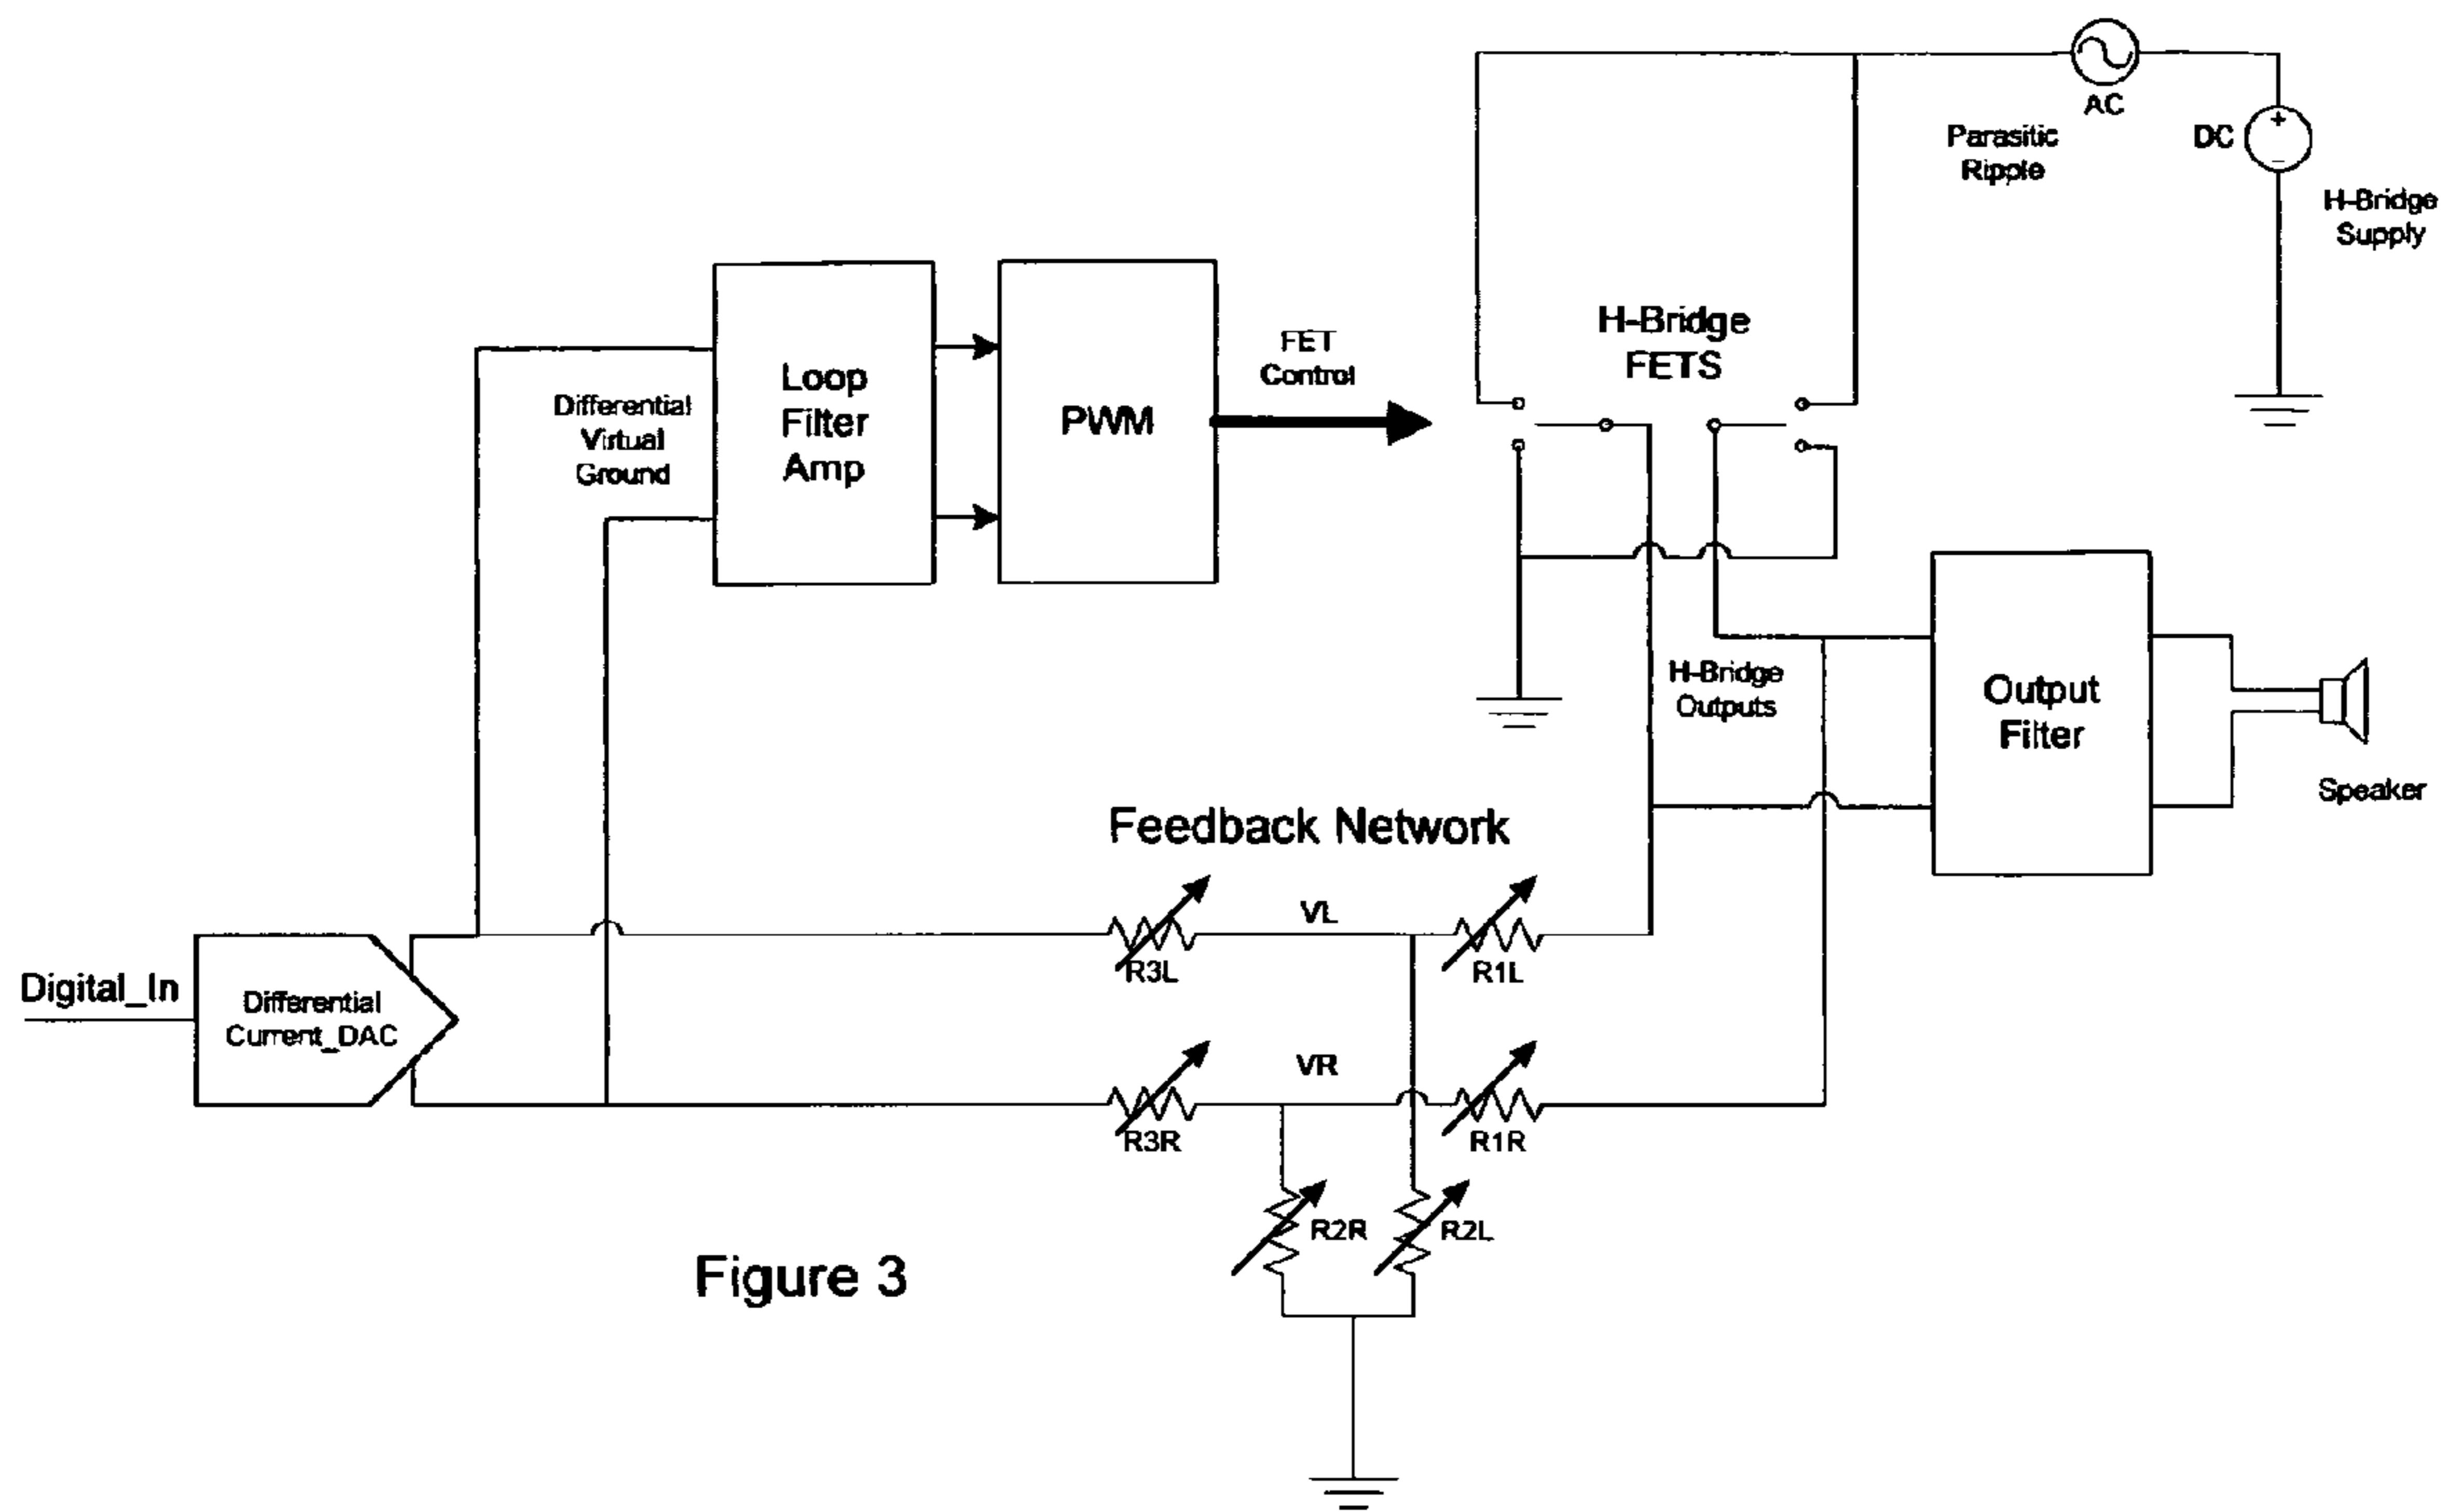 AC
Parasitic
Ripple
DC
+
–
H-Bridge
Supply
H-Bridge
FETS
FET
Control
Loop
Filter
Amp
PWM
Differential
Virtual
Ground
H-Bridge
Outputs
Output
Filter
Speaker
Feedback Network
VL
R3L
R1L
Digital_In
Differential
Current_DAC
VR
R3R
R1R
R2R
R2L
Figure 3